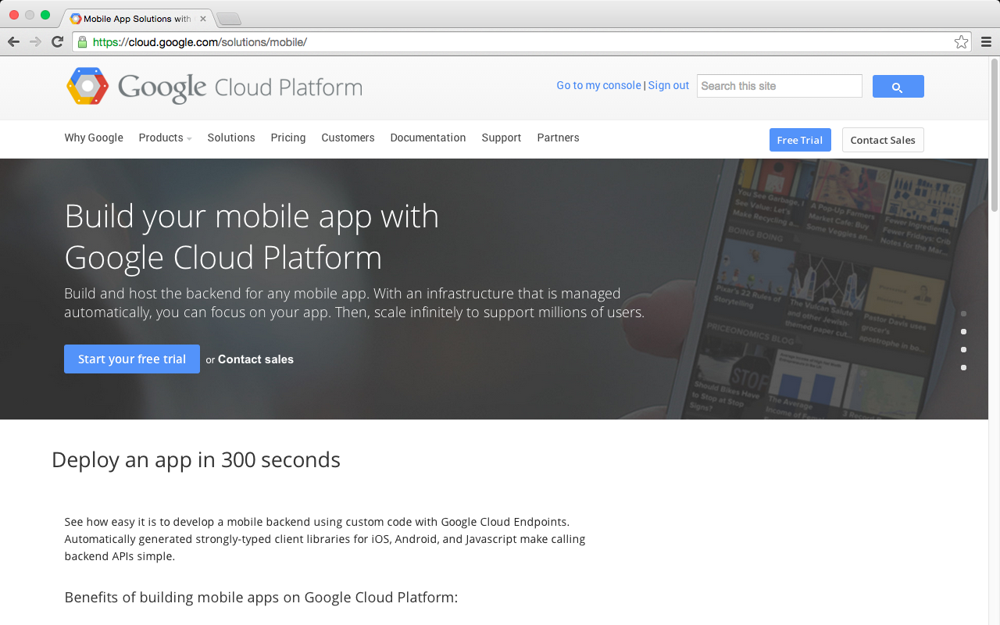 Mobile App Solutions with
https://cloud.google.com/solutions/mobile/
Google Cloud Platform
Go to my console | Sign out
Search this site
Why Google Products Solutions Pricing Customers Documentation Support Partners
Free Trial Contact Sales
Build your mobile app with
Google Cloud Platform
Build and host the backend for any mobile app. With an infrastructure that is managed
automatically, you can focus on your app. Then, scale infinitely to support millions of users.
Start your free trial or Contact sales
You See Garbage, I
See Value: Let's
Make Recycling a...
A Pop-Up Farmers
Market Cafe: Buy
Some Veggies an...
Fewer Ingredients,
Fewer Fridays: Crib
Notes for the Mar...
BOING BOING
Pixar's 22 Rules of
Storytelling
The Vulcan Salute
and other Jewish-
themed paper cut...
Pastor Davis uses
grocer's
apostrophe in bo...
PRICEONOMICS BLOG
STOP
Should Bikes Have
to Stop at Stop
Signs?
The Average
Income of
3
Deploy an app in 300 seconds
See how easy it is to develop a mobile backend using custom code with Google Cloud Endpoints.
Automatically generated strongly-typed client libraries for iOS, Android, and Javascript make calling
backend APIs simple.
Benefits of building mobile apps on Google Cloud Platform: